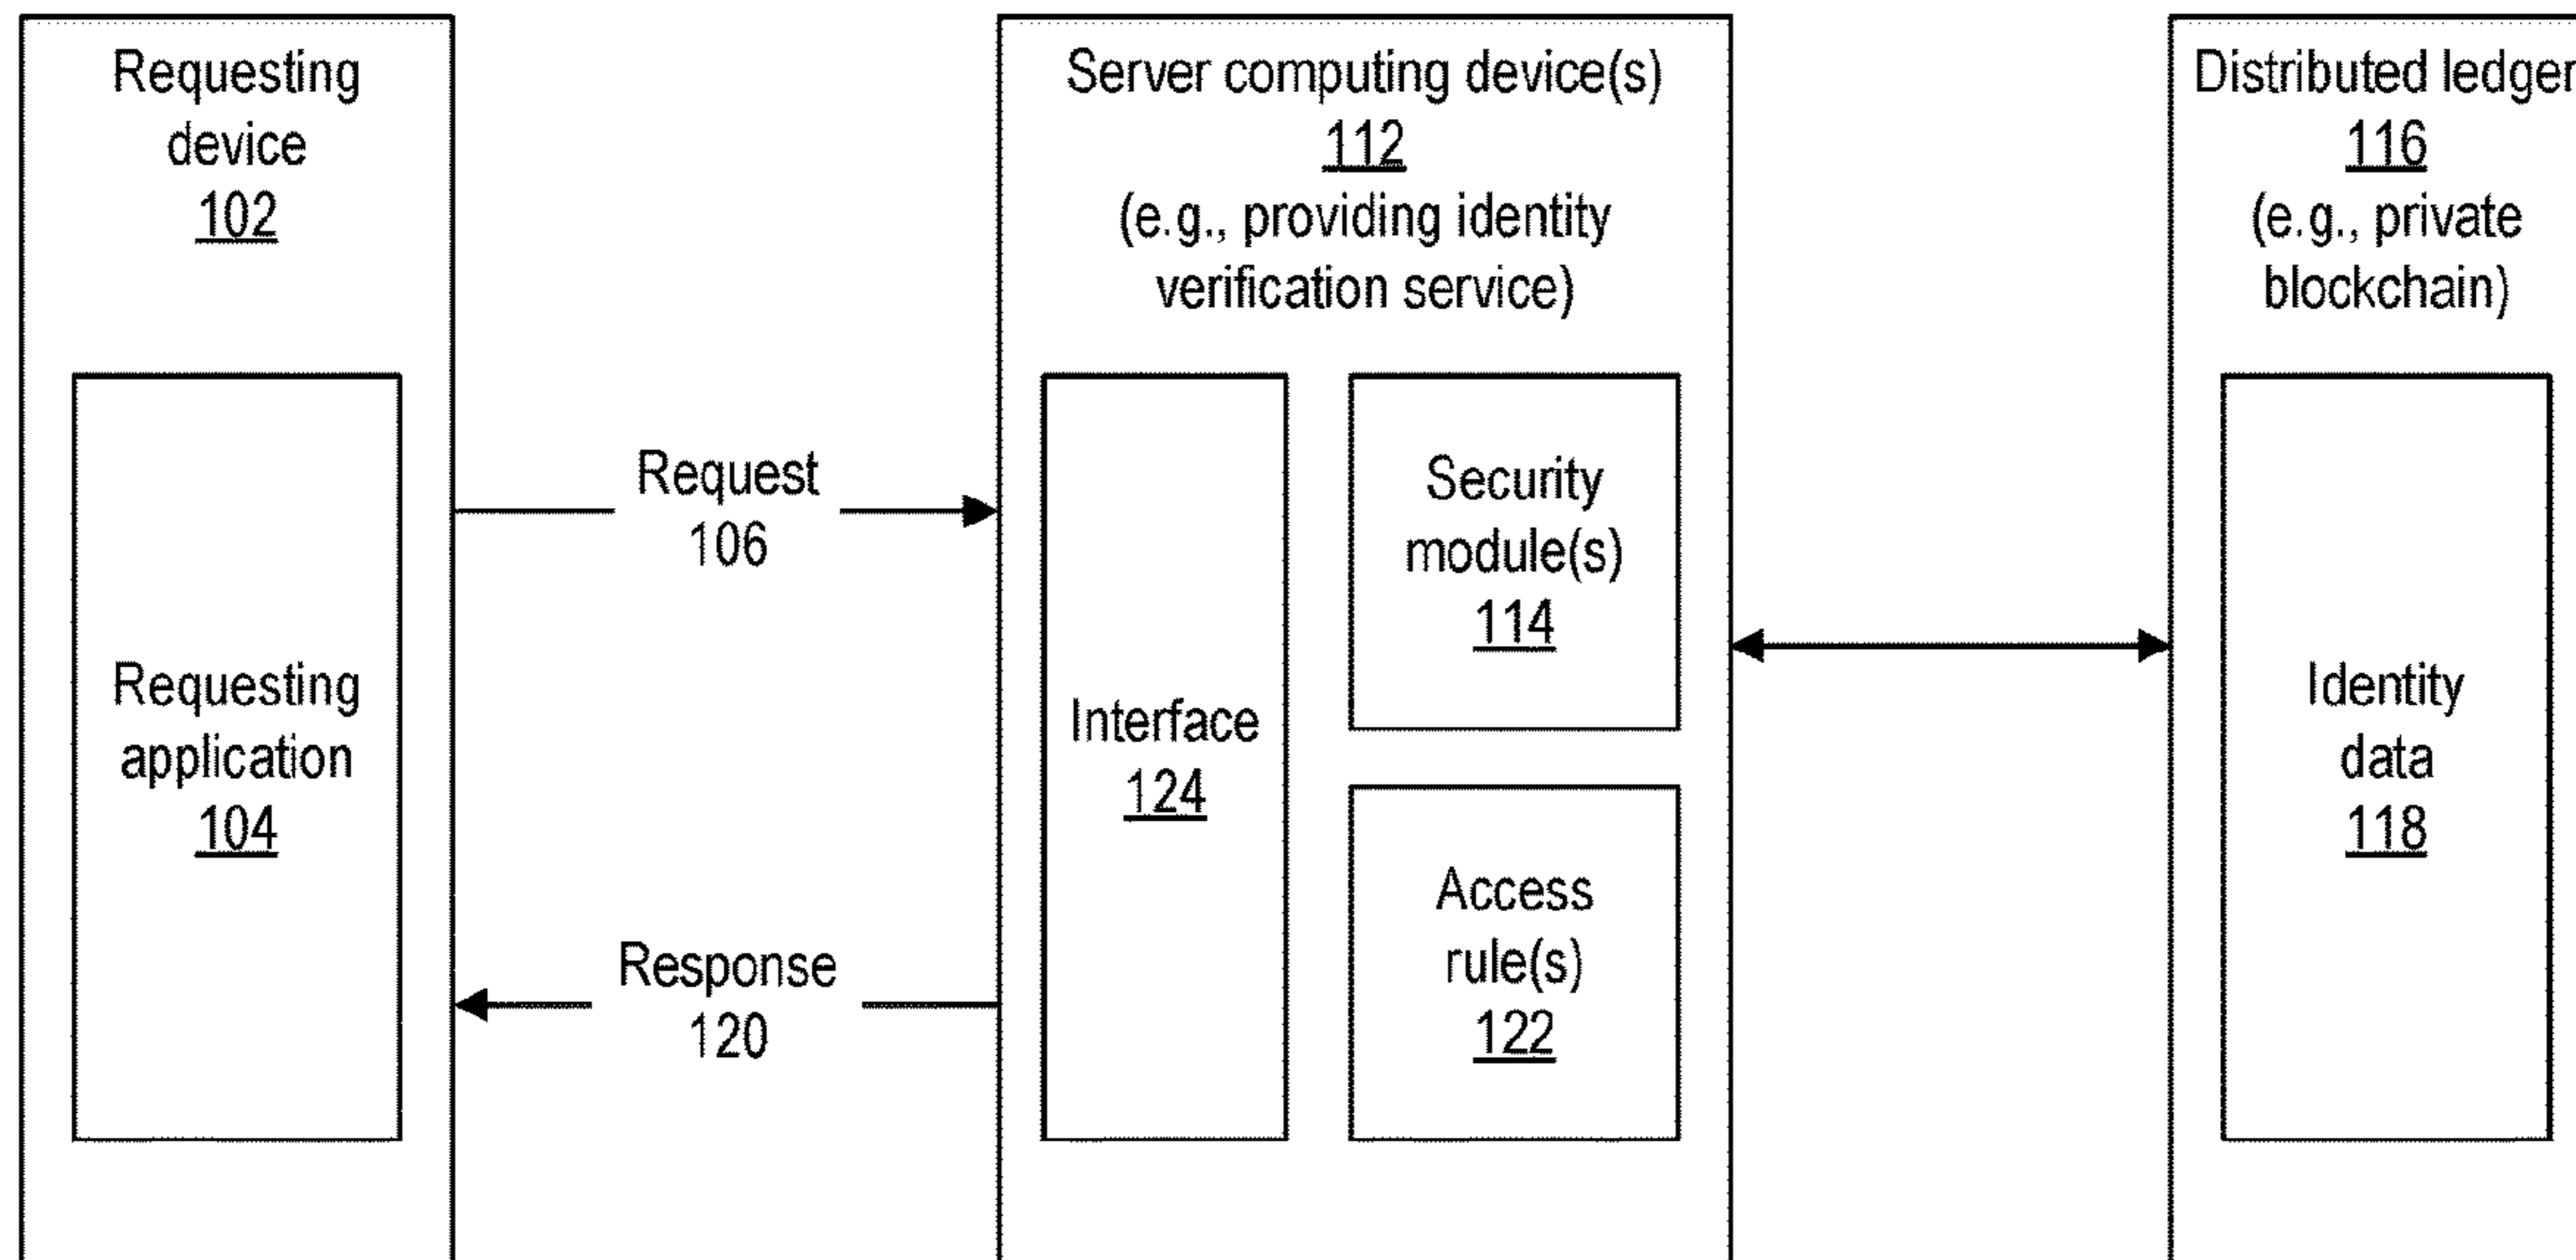 Requesting
device
102
Requesting
application
104
Request
106
Response
120
Server computing device(s)
112
(e.g., providing identity
verification service)
Interface
124
Security
module(s)
114
Access
rule(s)
122
Distributed ledger
116
(e.g., private
blockchain)
Identity
data
118